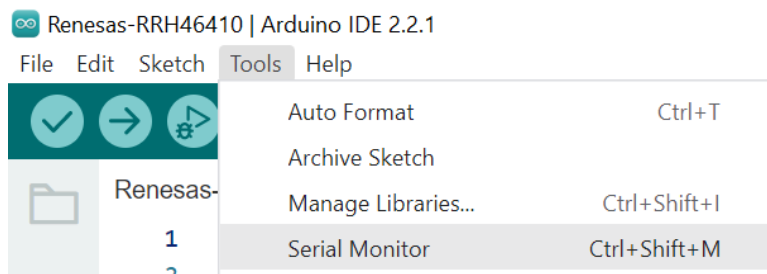 Renesas-RRH46410 | Arduino IDE 2.2.1
File Edit Sketch Tools Help
Auto Format Ctrl+T
Archive Sketch
Renesas-
Manage Libraries... Ctrl+Shift+I
1
Serial Monitor Ctrl+Shift+M
2